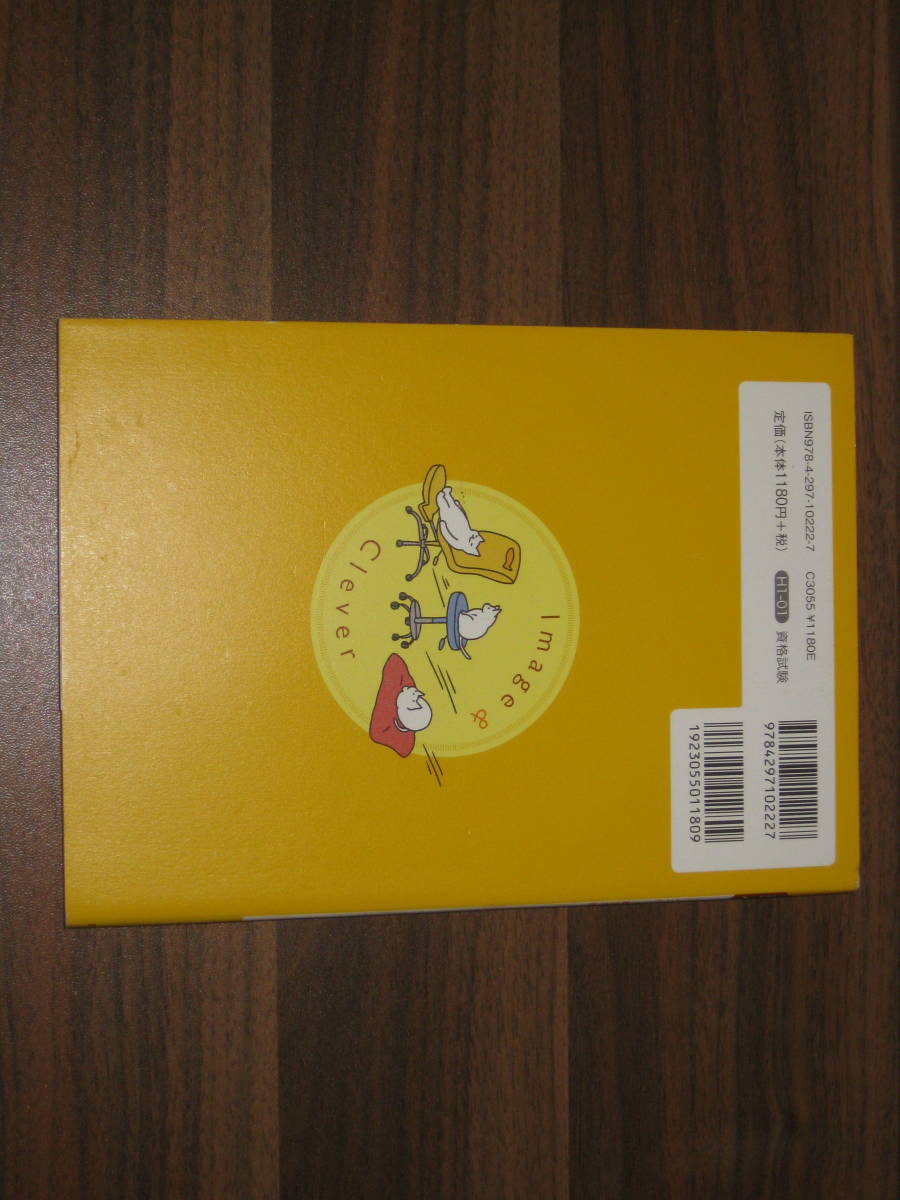 ISBN978-4-297-10222-7 C3055 ¥1180E
定価(本体1180円+税) H1-01 資格試験
9784297102227
1923055011809
Image &
Clever